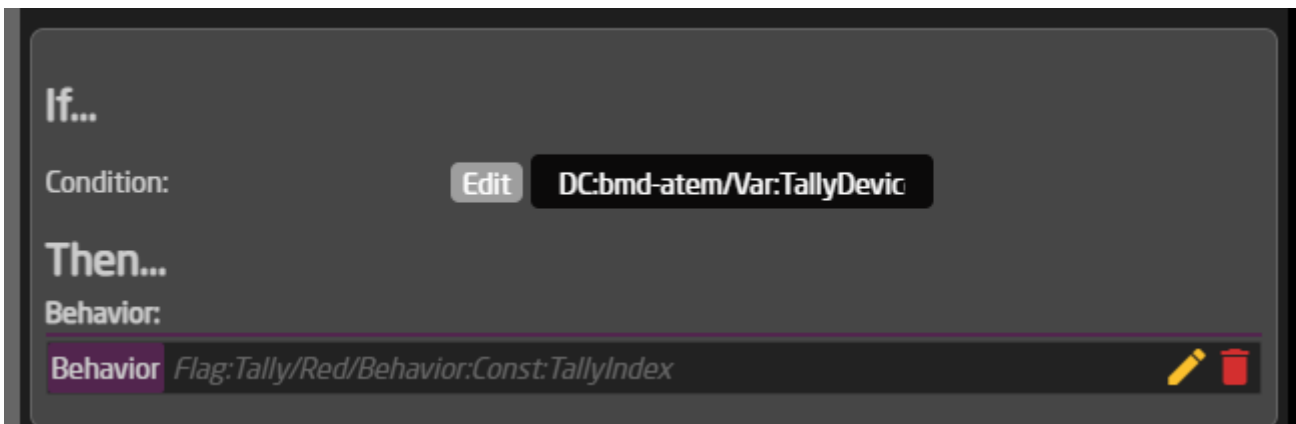 If...
Condition: Edit DC:bmd-atem/Var:TallyDevic
Then...
Behavior:
Behavior Flag:Tally/Red/Behavior:Const:TallyIndex